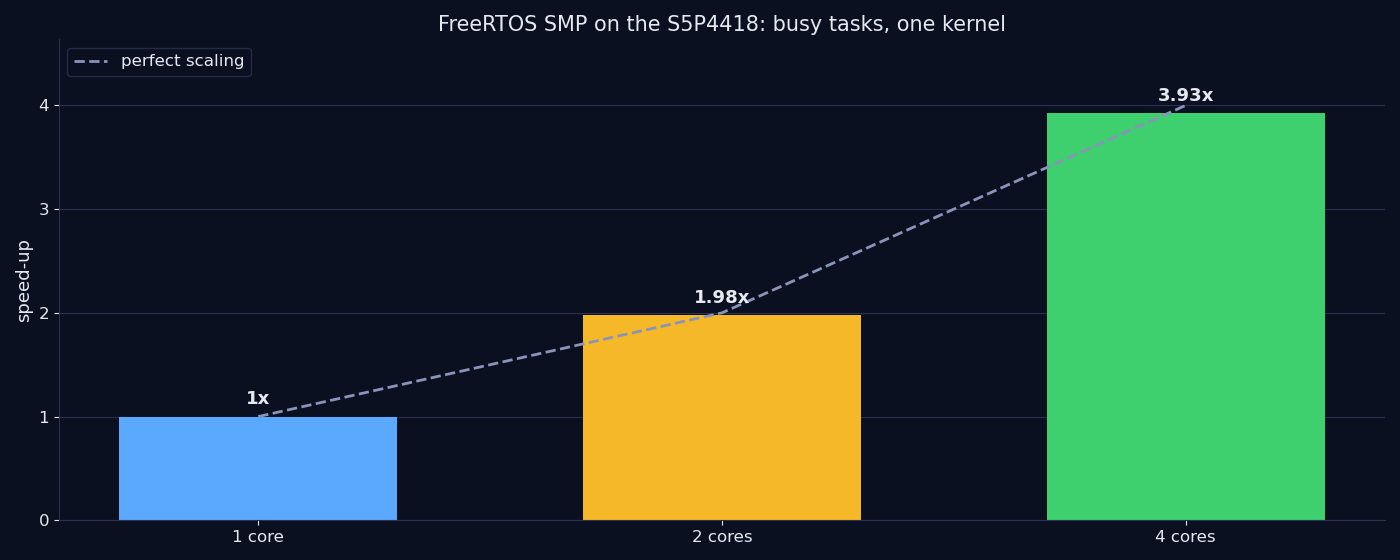 FreeRTOS SMP on the S5P4418: busy tasks, one kernel
perfect scaling
speed-up
4
3
2
1
0
1x
1.98x
3.93x
1 core
2 cores
4 cores